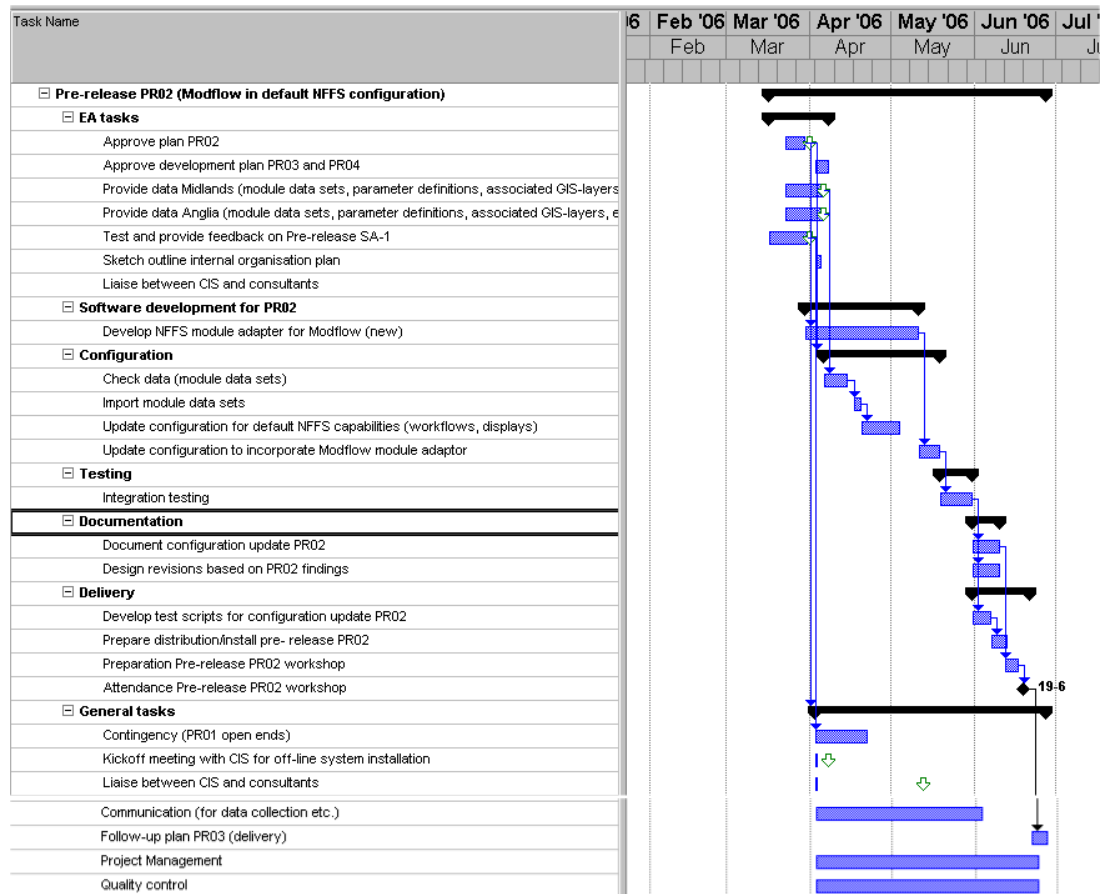 Task Name
6 Feb '06 Mar '06 Apr '06 May '06 Jun '06 Jul '
Feb Mar Apr May Jun Ju
Pre-release PR02 (Modflow in default NFFS configuration)
EA tasks
Approve plan PR02
Approve development plan PR03 and PR04
Provide data Midlands (module data sets, parameter definitions, associated GIS-layers
Provide data Anglia (module data sets, parameter definitions, associated GIS-layers, e
Test and provide feedback on Pre-release SA-1
Sketch outline internal organisation plan
Liaise between CIS and consultants
Software development for PR02
Develop NFFS module adapter for Modflow (new)
Configuration
Check data (module data sets)
Import module data sets
Update configuration for default NFFS capabilities (workflows, displays)
Update configuration to incorporate Modflow module adaptor
Testing
Integration testing
Documentation
Document configuration update PR02
Design revisions based on PR02 findings
Delivery
Develop test scripts for configuration update PR02
Prepare distribution/install pre- release PR02
Preparation Pre-release PR02 workshop
Attendance Pre-release PR02 workshop 19-6
General tasks
Contingency (PR01 open ends)
Kickoff meeting with CIS for off-line system installation
Liaise between CIS and consultants
Communication (for data collection etc.)
Follow-up plan PR03 (delivery)
Project Management
Quality control